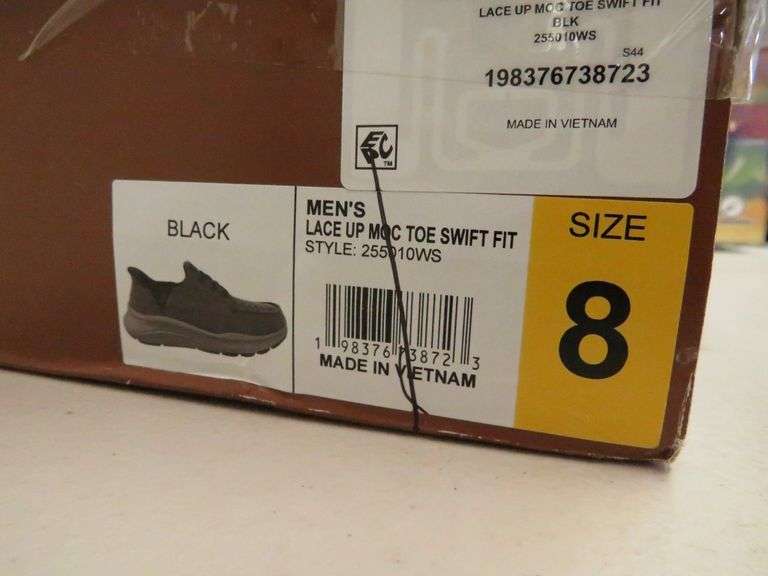 LACE UP MOC TOE SWIFT FIT
BLK
255010WS
S44
198376738723
MADE IN VIETNAM
TM
BLACK
MEN'S
LACE UP MOC TOE SWIFT FIT
STYLE: 255010WS
1 98376 73872 3
MADE IN VIETNAM
SIZE
8